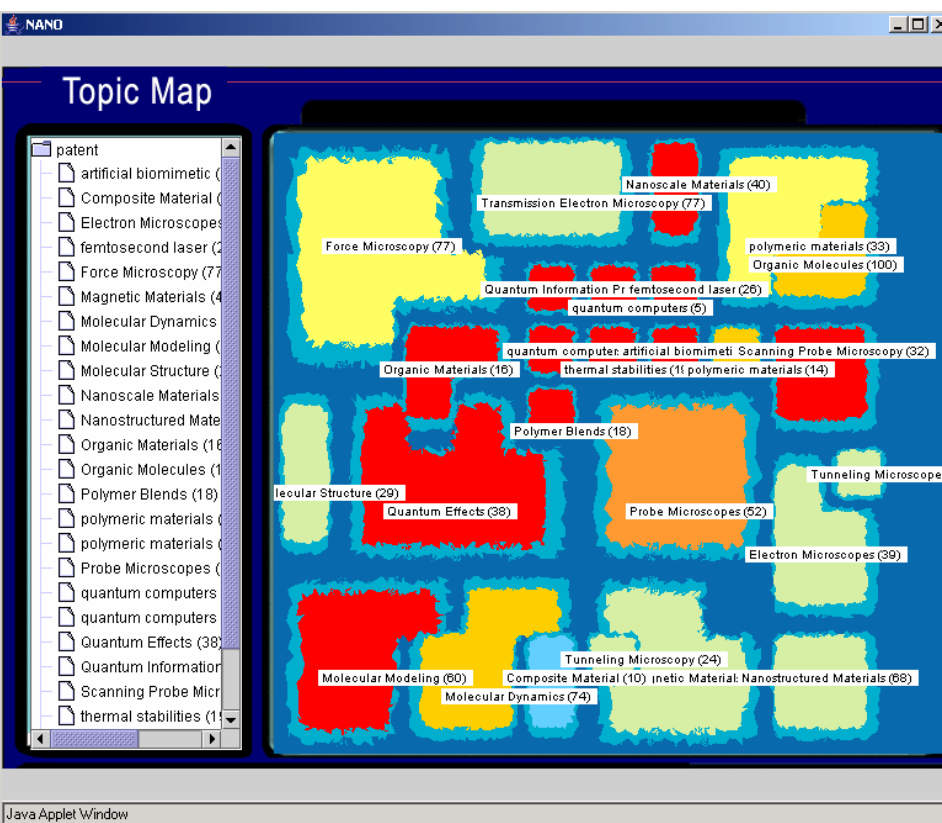 NANO
Topic Map
patent
artificial biomimetic (
Composite Material (
Electron Microscopes
femtosecond laser (2
Force Microscopy (77
Magnetic Materials (4
Molecular Dynamics
Molecular Modeling (
Molecular Structure (
Nanoscale Materials
Nanostructured Mate
Organic Materials (16
Organic Molecules (1
Polymer Blends (18)
polymeric materials (
polymeric materials (
Probe Microscopes (
quantum computers
quantum computers
Quantum Effects (38)
Quantum Information
Scanning Probe Micr
thermal stabilities (1
Nanoscale Materials (40)
Transmission Electron Microscopy (77)
Force Microscopy (77)
polymeric materials (33)
Organic Molecules (100)
Quantum Information Pr femtosecond laser (26)
quantum computers (5)
quantum computer artificial biomimeti Scanning Probe Microscopy (32)
Organic Materials (16) thermal stabilities (1 polymeric materials (14)
Polymer Blends (18)
Tunneling Microscope
lecular Structure (29)
Quantum Effects (38) Probe Microscopes (52)
Electron Microscopes (39)
Tunneling Microscopy (24)
Molecular Modeling (60) Composite Material (10) netic Material Nanostructured Materials (68)
Molecular Dynamics (74)
Java Applet Window